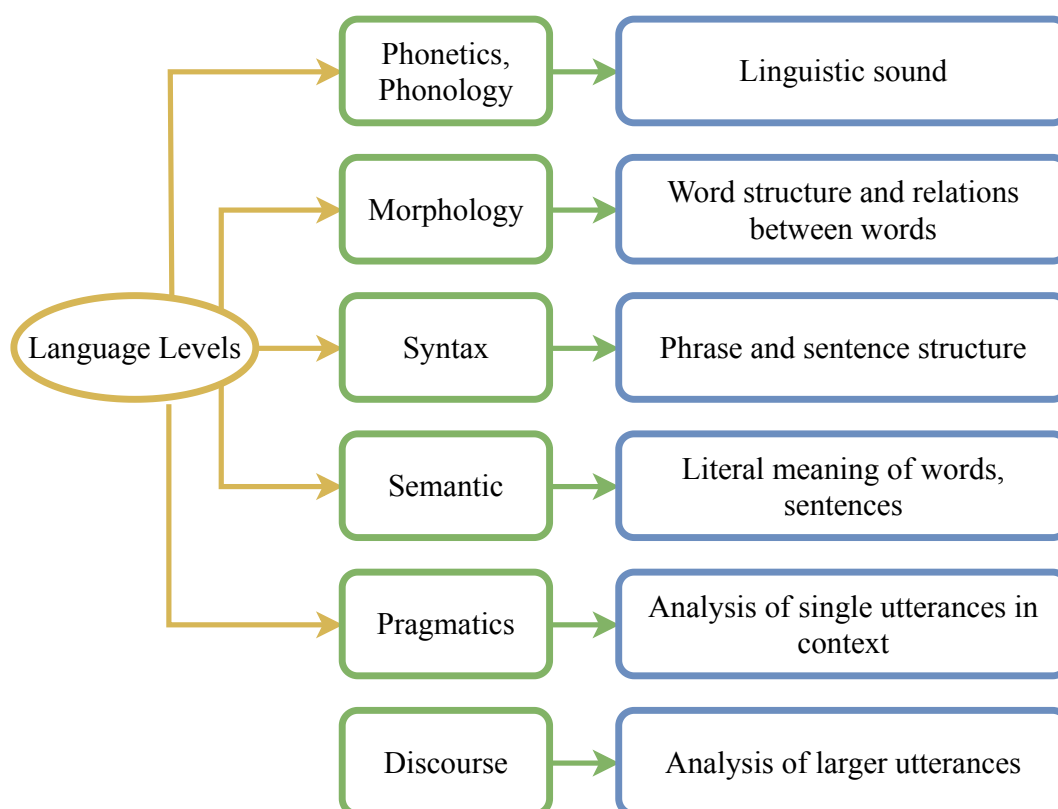 Phonetics,
Phonology
Linguistic sound
Morphology
Word structure and relations
between words
Language Levels
Syntax
Phrase and sentence structure
Semantic
Literal meaning of words,
sentences
Pragmatics
Analysis of single utterances in
context
Discourse
Analysis of larger utterances